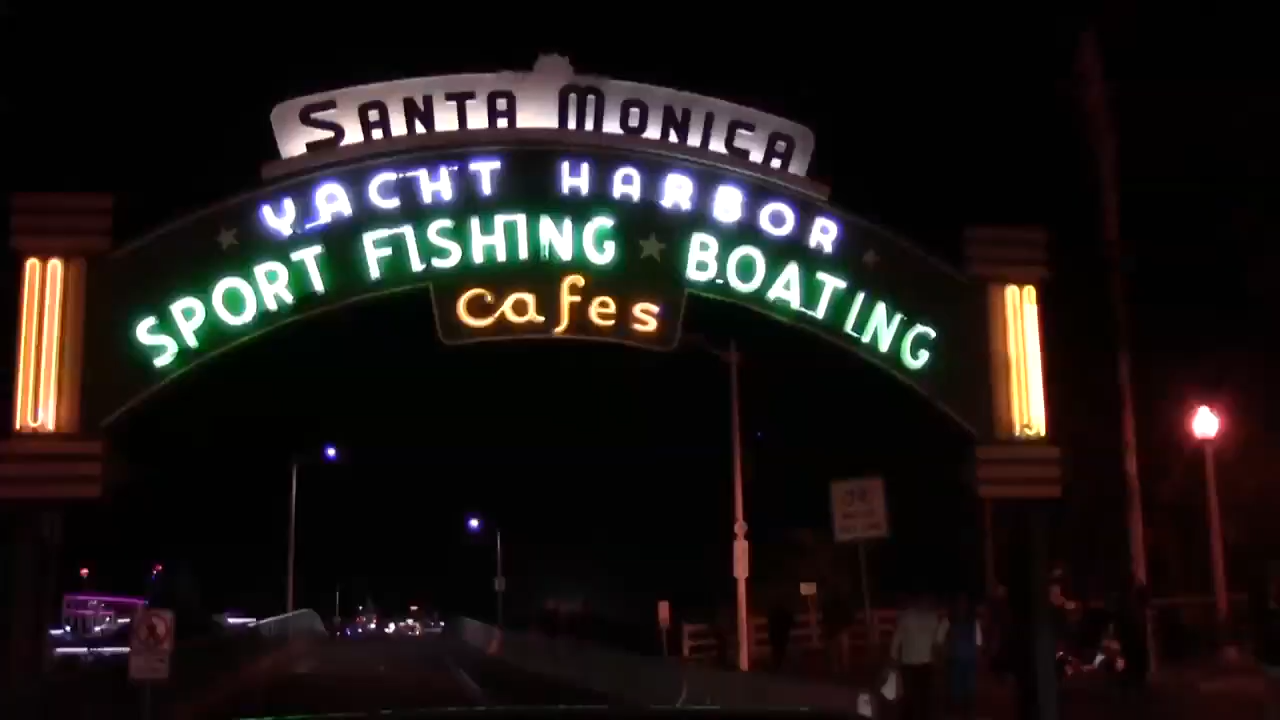 SANTA MONICA
YACHT HARBOR
SPORT FISHING ★ BOATING
cafes